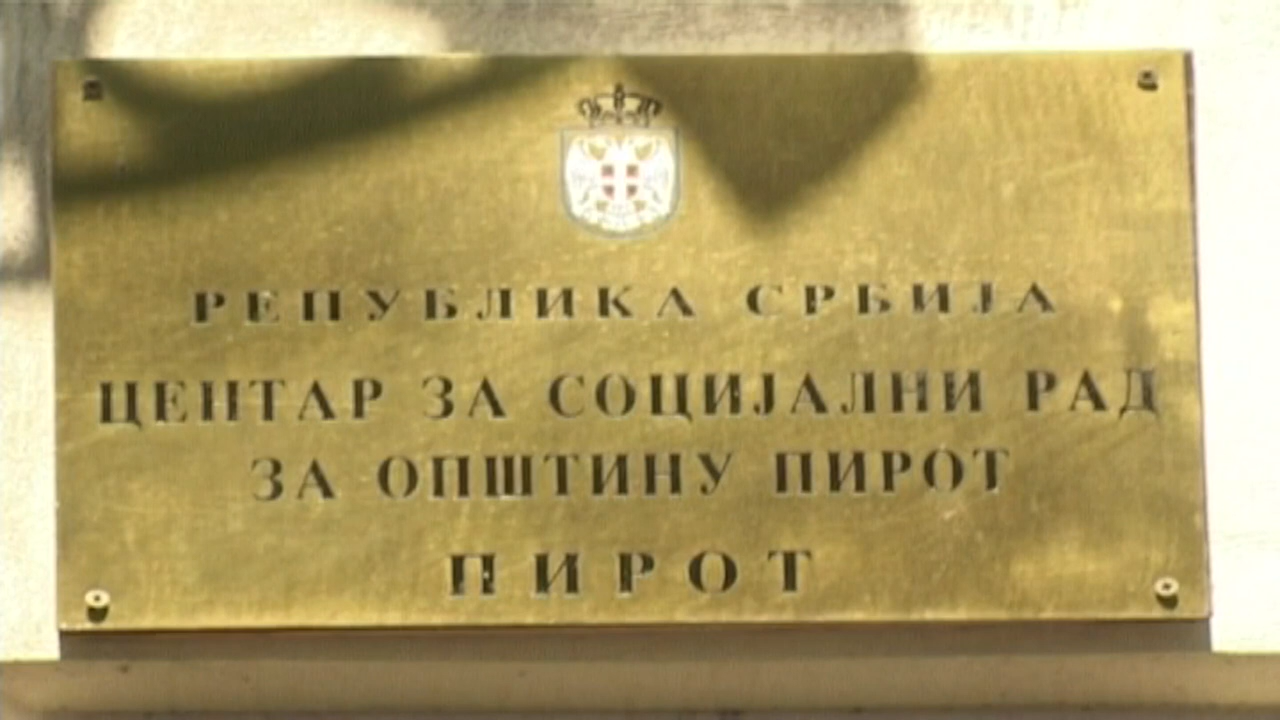 РЕПУБЛИКА СРБИЈА
ЦЕНТАР ЗА СОЦИЈАЛНИ РАД
ЗА ОПШТИНУ ПИРОТ
ПИРОТ